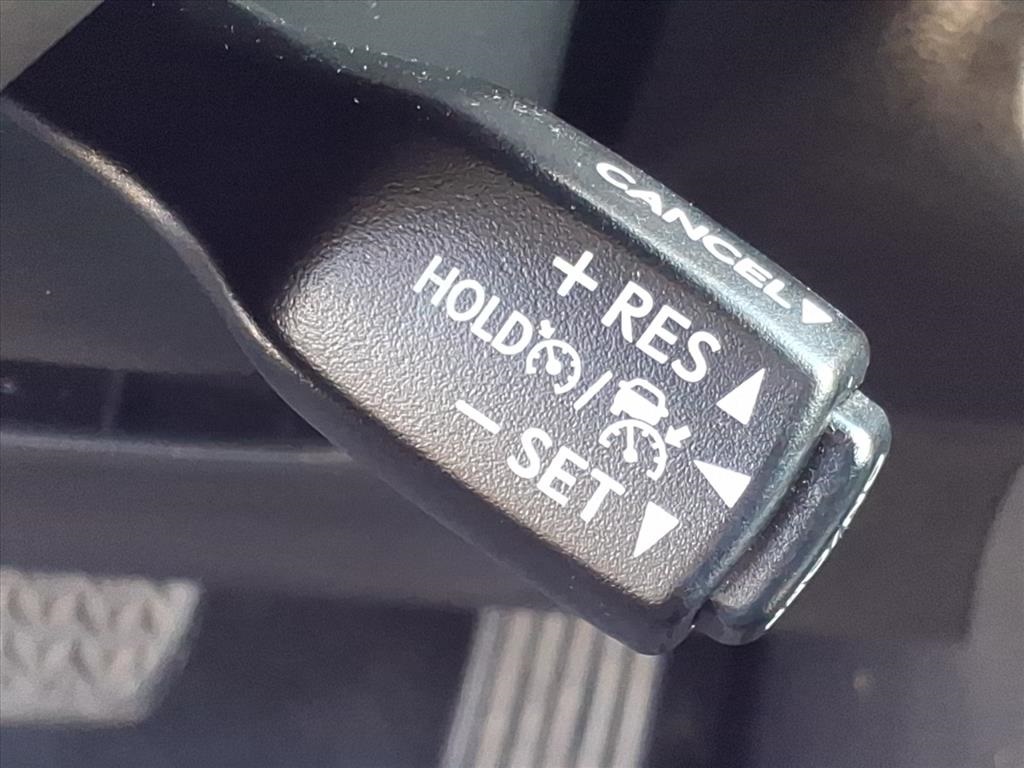 CANCEL
+ RES
HOLD /
− SET